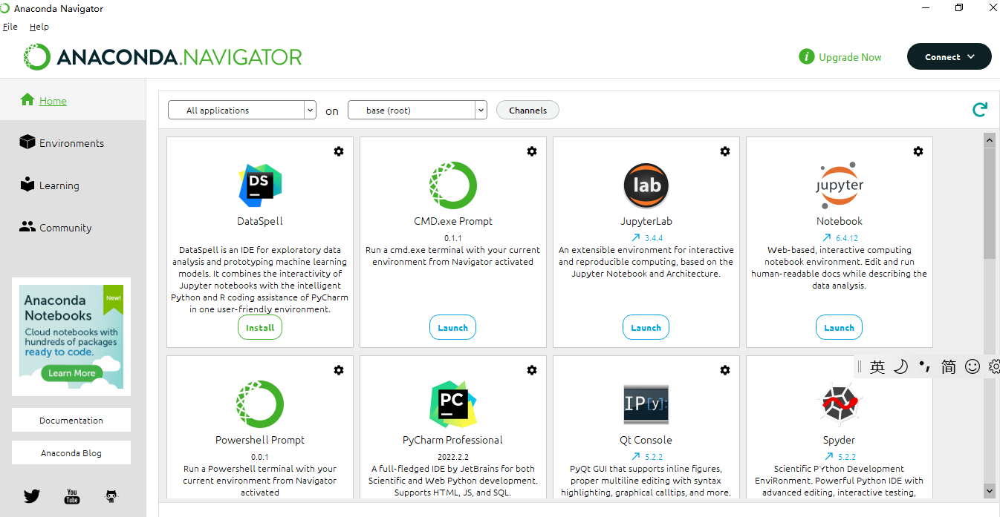 Anaconda Navigator
File Help
ANACONDA.NAVIGATOR
i Upgrade Now
Connect
Home
Environments
Learning
Community
Anaconda
Notebooks
New!
Cloud notebooks with
hundreds of packages
ready to code.
Learn More
Documentation
Anaconda Blog
You
Tube
All applications on base (root) Channels
DS
DataSpell
DataSpell is an IDE for exploratory data
analysis and prototyping machine learning
models. It combines the interactivity of
Jupyter notebooks with the intelligent
Python and R coding assistance of PyCharm
in one user-friendly environment.
Install
CMD.exe Prompt
0.1.1
Run a cmd.exe terminal with your current
environment from Navigator activated
Launch
lab
JupyterLab
3.4.4
An extensible environment for interactive
and reproducible computing, based on the
Jupyter Notebook and Architecture.
Launch
jupyter
Notebook
6.4.12
Web-based, interactive computing
notebook environment. Edit and run
human-readable docs while describing the
data analysis.
Launch
英 简
Powershell Prompt
0.0.1
Run a Powershell terminal with your
current environment from Navigator
activated
PC
PyCharm Professional
2022.2.2
A full-fledged IDE by JetBrains for both
Scientific and Web Python development.
Supports HTML, JS, and SQL.
IP[y]:
Qt Console
5.2.2
PyQt GUI that supports inline figures,
proper multiline editing with syntax
highlighting, graphical calltips, and more.
Spyder
5.2.2
Scientific PYthon Development
EnviRonment. Powerful Python IDE with
advanced editing, interactive testing,